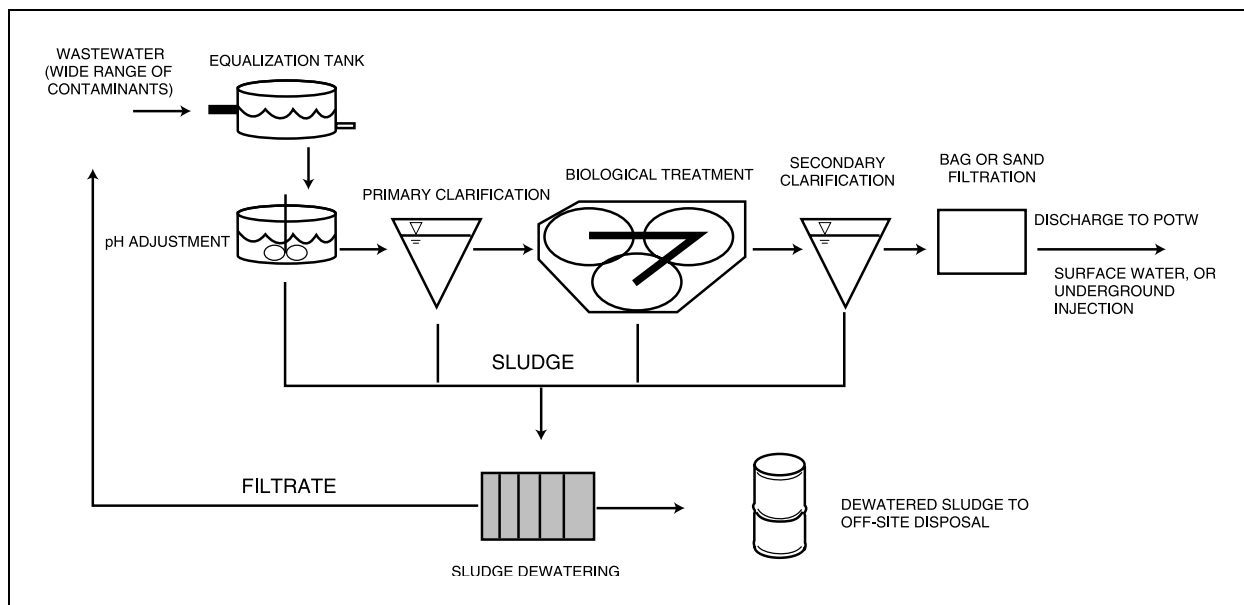 WASTEWATER
(WIDE RANGE OF
CONTAMINANTS)
EQUALIZATION TANK
pH ADJUSTMENT
PRIMARY CLARIFICATION
BIOLOGICAL TREATMENT
SECONDARY
CLARIFICATION
BAG OR SAND
FILTRATION
DISCHARGE TO POTW
SURFACE WATER, OR
UNDERGROUND
INJECTION
SLUDGE
FILTRATE
SLUDGE DEWATERING
DEWATERED SLUDGE TO
OFF-SITE DISPOSAL